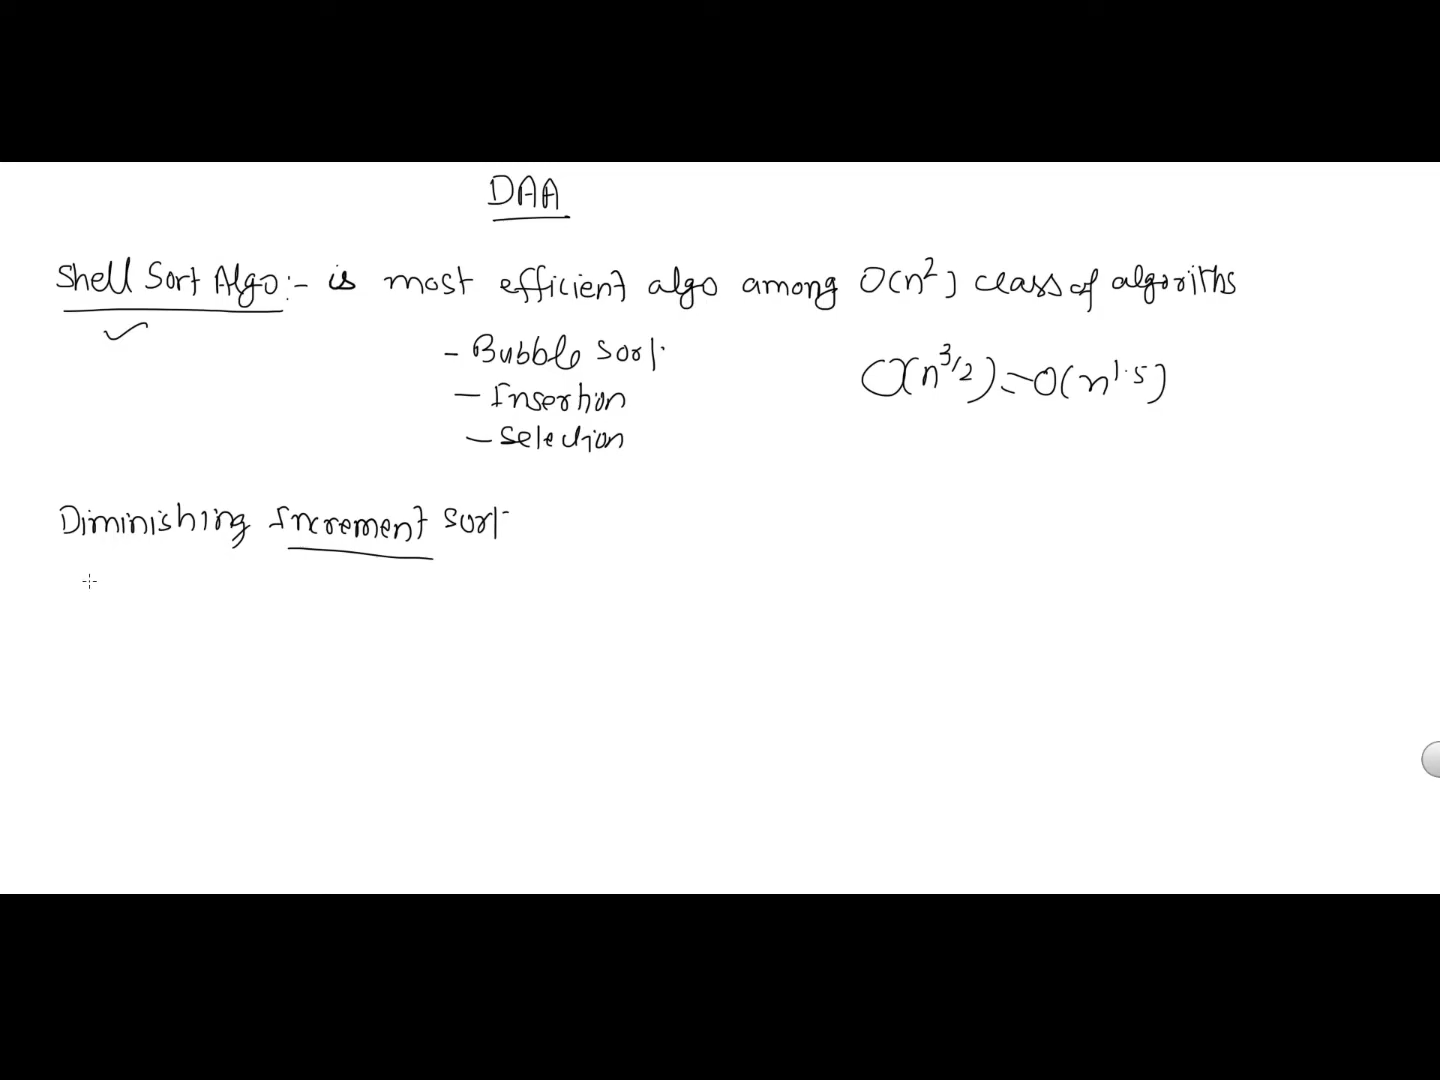 DAA
Shell Sort Algo:- is most efficient algo among O(n²) class of algoriths
- Bubble sort
O(n^3/2) = O(n^1.5)
- Insertion
- Selection
Diminishing Increment sort